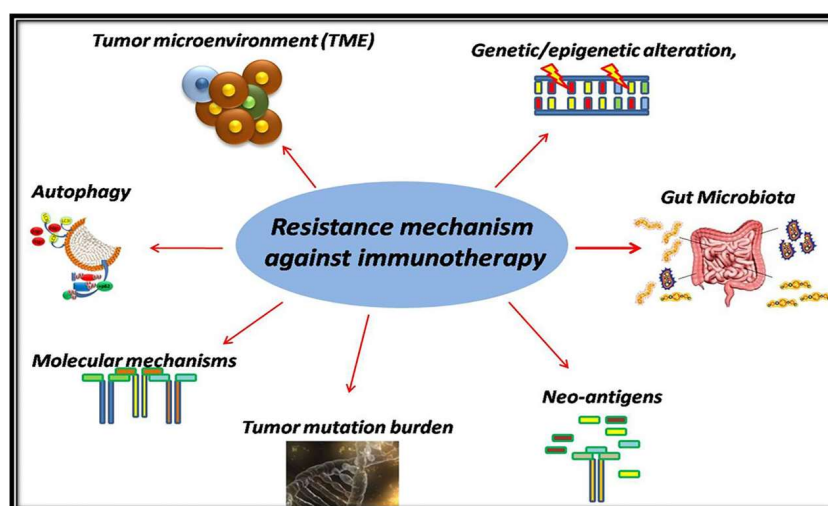 Tumor microenvironment (TME)
Genetic/epigenetic alteration,
Autophagy
Gut Microbiota
Resistance mechanism
against immunotherapy
Molecular mechanisms
Neo-antigens
Tumor mutation burden